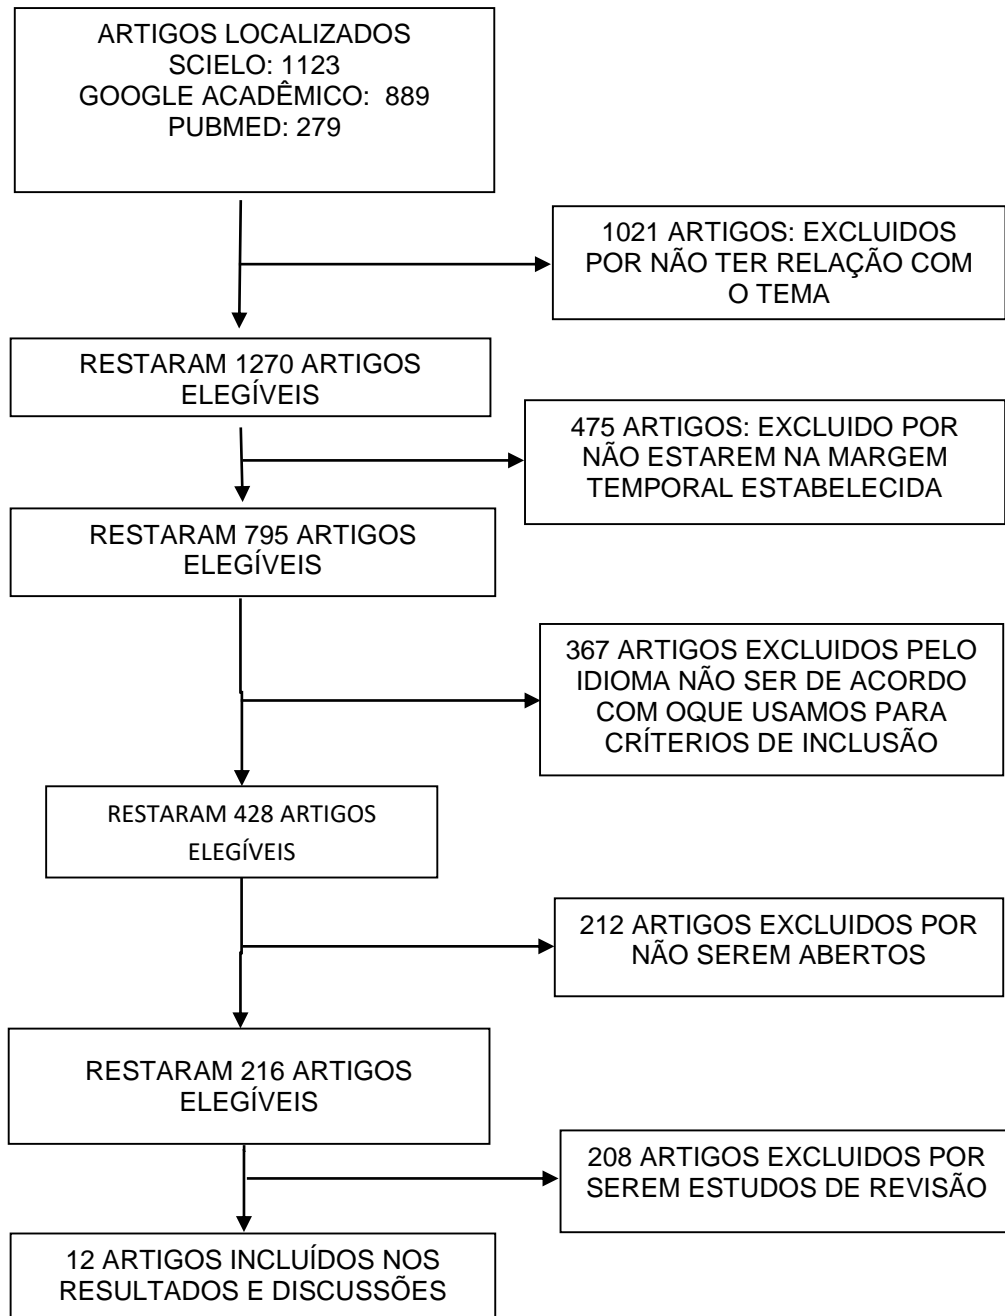 ARTIGOS LOCALIZADOS
SCIELO: 1123
GOOGLE ACADÊMICO:  889
PUBMED: 279
1021 ARTIGOS: EXCLUIDOS
POR NÃO TER RELAÇÃO COM
O TEMA
RESTARAM 1270 ARTIGOS
ELEGÍVEIS
475 ARTIGOS: EXCLUIDO POR
NÃO ESTAREM NA MARGEM
TEMPORAL ESTABELECIDA
RESTARAM 795 ARTIGOS
ELEGÍVEIS
367 ARTIGOS EXCLUIDOS PELO
IDIOMA NÃO SER DE ACORDO
COM OQUE USAMOS PARA
CRÍTERIOS DE INCLUSÃO
RESTARAM 428 ARTIGOS
ELEGÍVEIS
212 ARTIGOS EXCLUIDOS POR
NÃO SEREM ABERTOS
RESTARAM 216 ARTIGOS
ELEGÍVEIS
208 ARTIGOS EXCLUIDOS POR
SEREM ESTUDOS DE REVISÃO
12 ARTIGOS INCLUÍDOS NOS
RESULTADOS E DISCUSSÕES